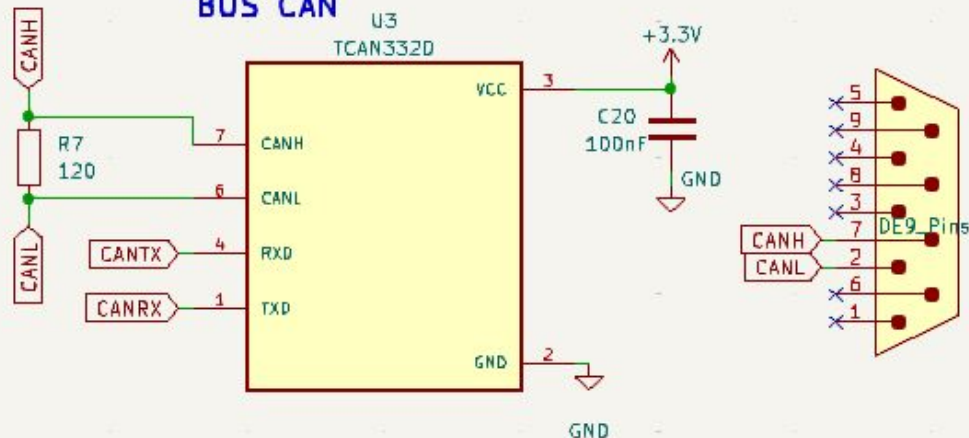 BUS CAN
U3
TCAN332D
+3.3V
CANH
R7
120
CANL
7
CANH
6
CANL
CANTX
4
RXD
CANRX
1
TXD
VCC
3
GND
2
GND
C20
100nF
GND
5
9
4
8
3
DE9_Pins
CANH
7
CANL
2
6
1